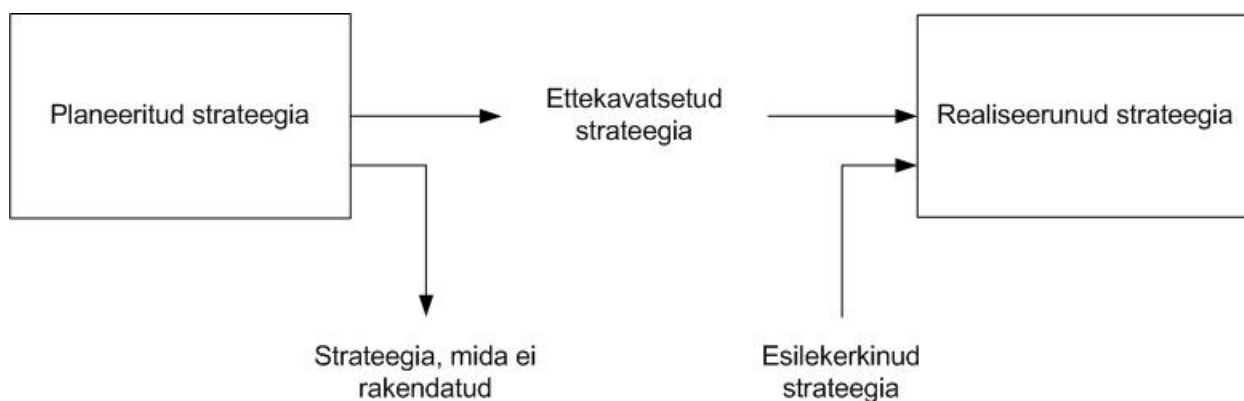 Planeeritud strateegia
Ettekavatsetud
strateegia
Realiseerunud strateegia
Strateegia, mida ei
rakendatud
Esilekerkinud
strateegia